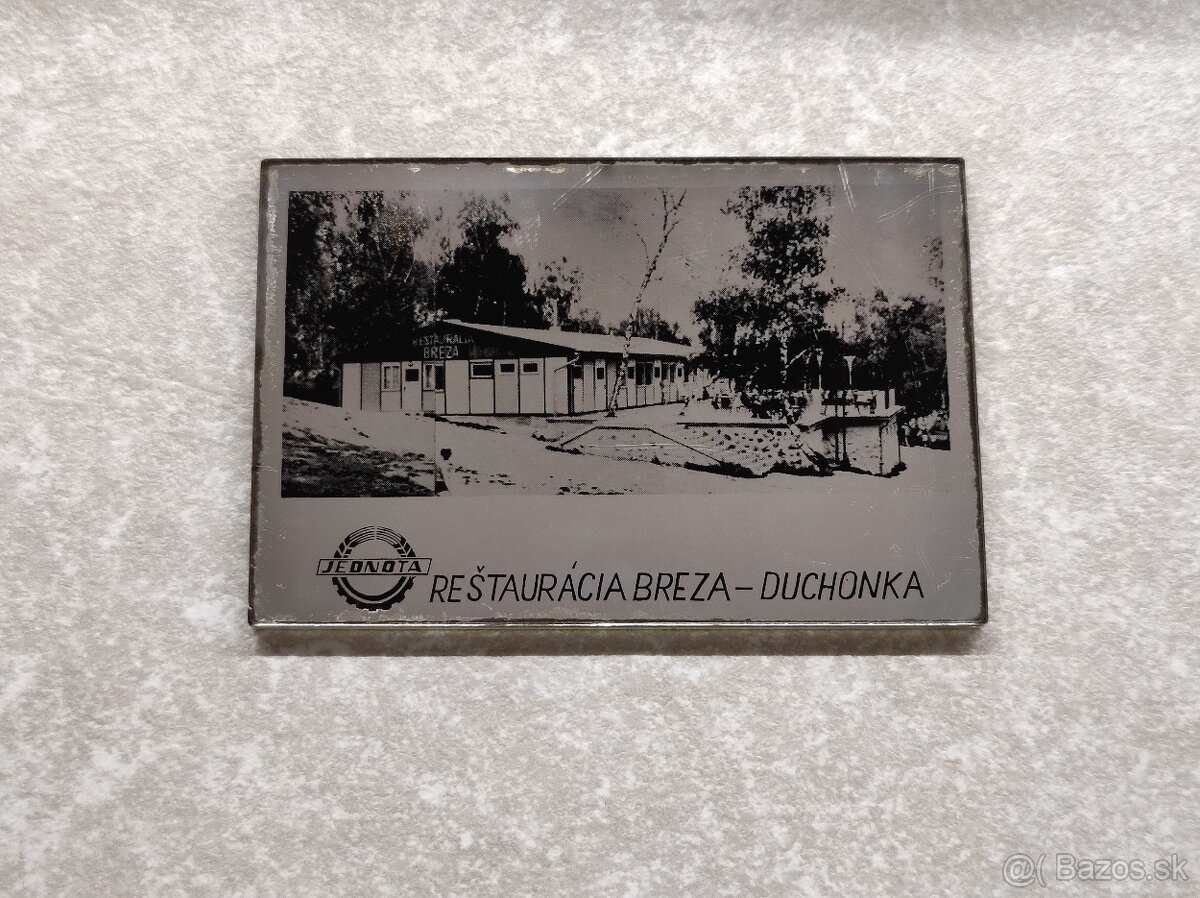 REŠTAURÁCIA
BREZA
JEDNOTA
REŠTAURÁCIA BREZA – DUCHONKA
@( Bazos.sk